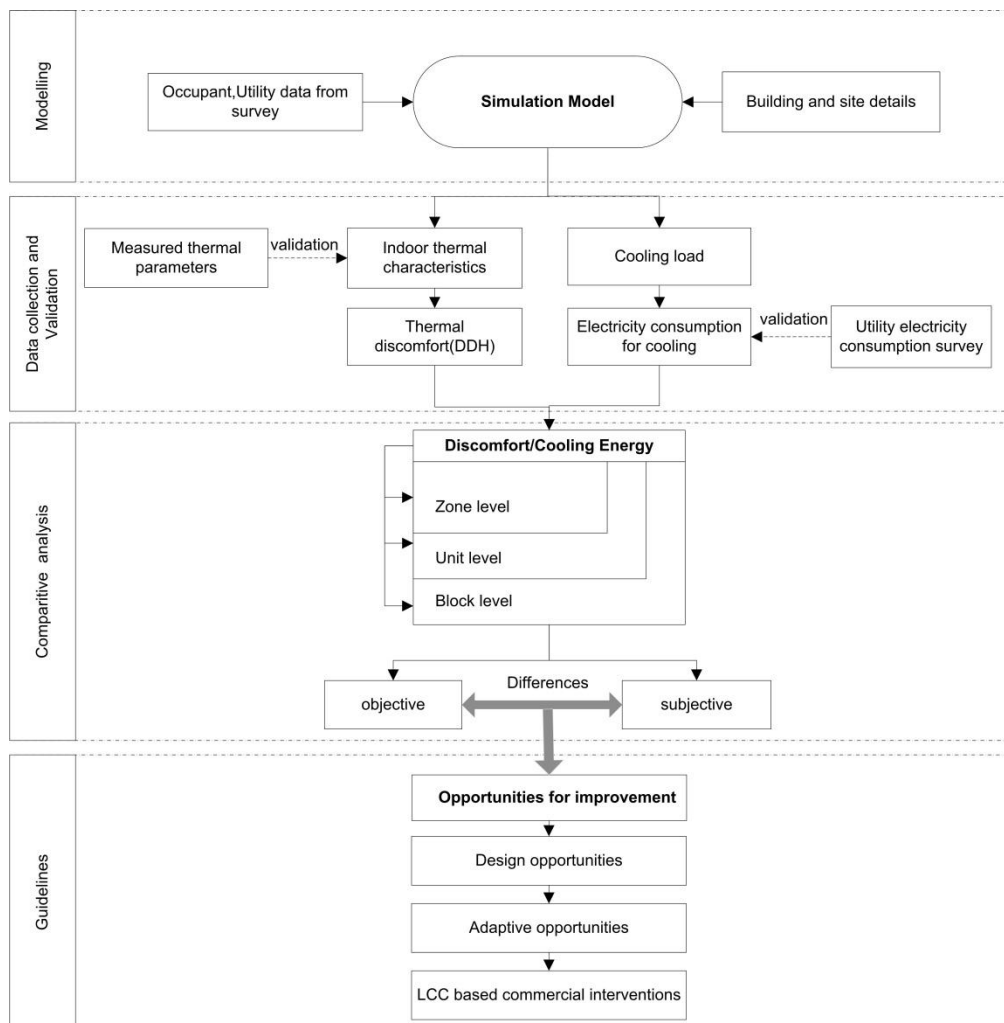 Modelling
Occupant,Utility data from
survey
Simulation Model
Building and site details
Data collection and
Validation
Measured thermal
parameters
validation
Indoor thermal
characteristics
Cooling load
Thermal
discomfort(DDH)
Electricity consumption
for cooling
validation
Utility electricity
consumption survey
Comparitive analysis
Discomfort/Cooling Energy
Zone level
Unit level
Block level
Differences
objective
subjective
Guidelines
Opportunities for improvement
Design opportunities
Adaptive opportunities
LCC based commercial interventions